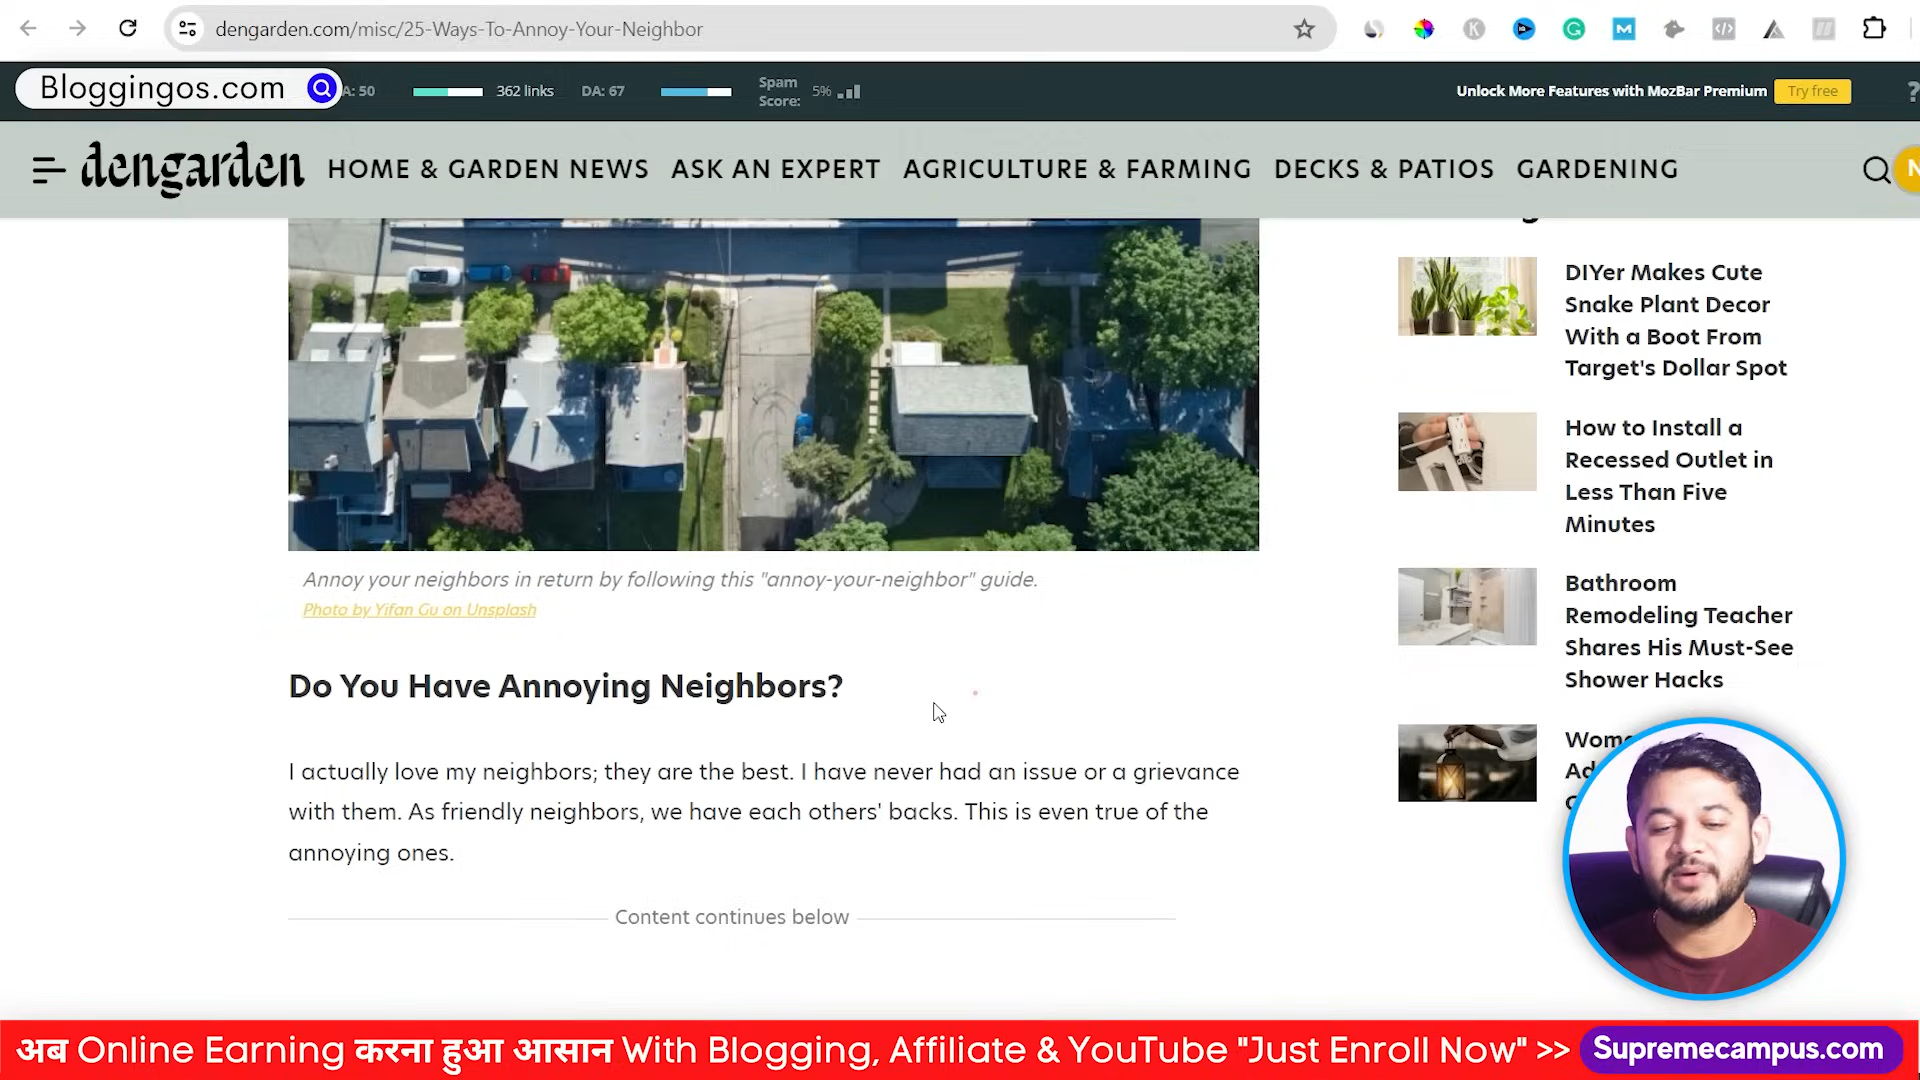 dengarden.com/misc/25-Ways-To-Annoy-Your-Neighbor
Bloggingos.com
A: 50
362 links
DA: 67
Spam
Score:
5%
Unlock More Features with MozBar Premium
Try free
?
dengarden
HOME & GARDEN NEWS
ASK AN EXPERT
AGRICULTURE & FARMING
DECKS & PATIOS
GARDENING
N
Annoy your neighbors in return by following this "annoy-your-neighbor" guide.
Photo by Yifan Gu on Unsplash
Do You Have Annoying Neighbors?
I actually love my neighbors; they are the best. I have never had an issue or a grievance
with them. As friendly neighbors, we have each others' backs. This is even true of the
annoying ones.
Content continues below
DIYer Makes Cute
Snake Plant Decor
With a Boot From
Target's Dollar Spot
How to Install a
Recessed Outlet in
Less Than Five
Minutes
Bathroom
Remodeling Teacher
Shares His Must-See
Shower Hacks
अब Online Earning करना हुआ आसान With Blogging, Affiliate & YouTube "Just Enroll Now" >>
Supremecampus.com